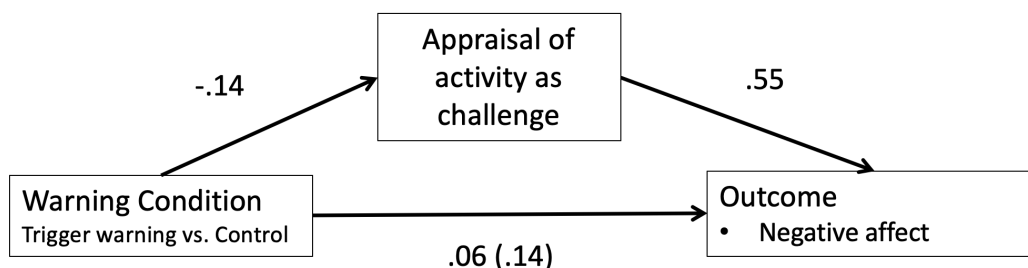 Appraisal of
activity as
challenge
-.14
.55
Warning Condition
Trigger warning vs. Control
Outcome
• Negative affect
.06 (.14)